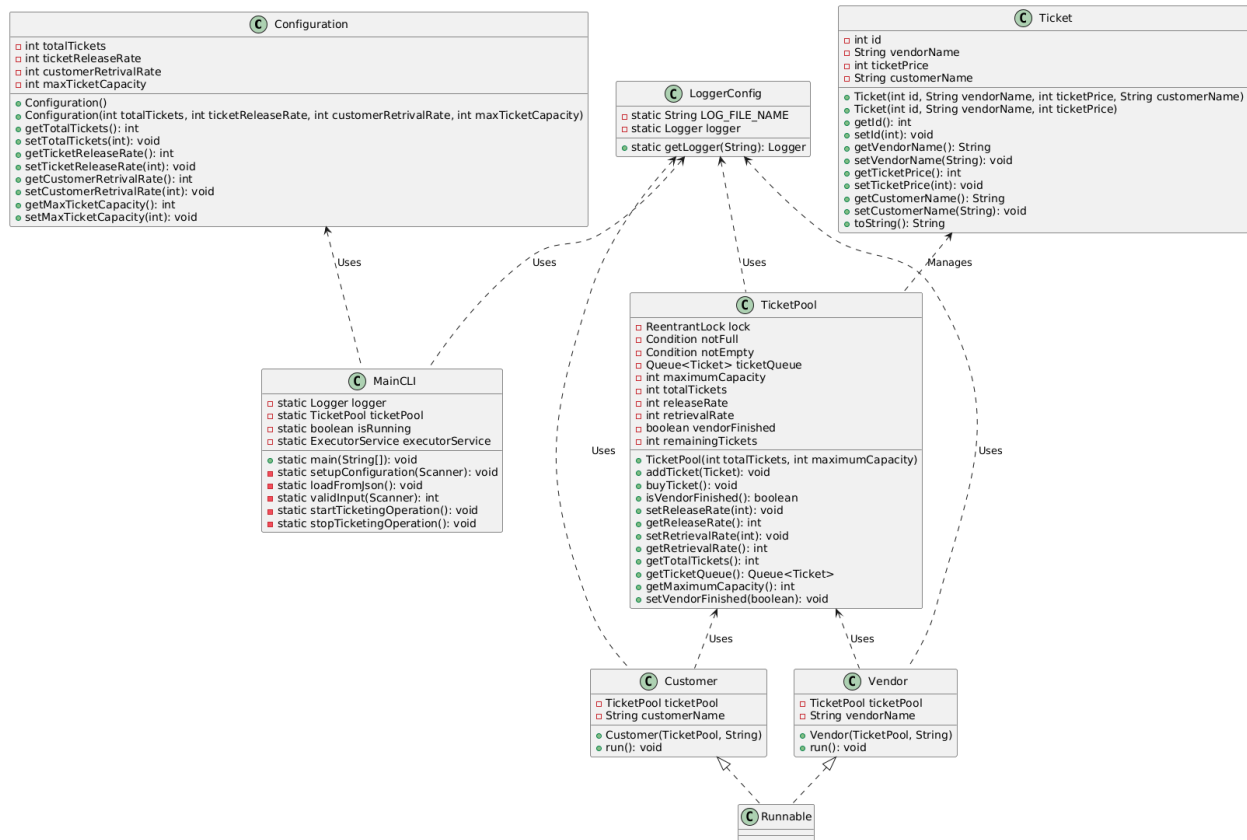 Configuration
int totalTickets
int ticketReleaseRate
int customerRetrivalRate
int maxTicketCapacity
Configuration()
Configuration(int totalTickets, int ticketReleaseRate, int customerRetrivalRate, int maxTicketCapacity)
getTotalTickets(): int
setTotalTickets(int): void
getTicketReleaseRate(): int
setTicketReleaseRate(int): void
getCustomerRetrivalRate(): int
setCustomerRetrivalRate(int): void
getMaxTicketCapacity(): int
setMaxTicketCapacity(int): void
LoggerConfig
static String LOG_FILE_NAME
static Logger logger
static getLogger(String): Logger
Ticket
int id
String vendorName
int ticketPrice
String customerName
Ticket(int id, String vendorName, int ticketPrice, String customerName)
Ticket(int id, String vendorName, int ticketPrice)
getId(): int
setId(int): void
getVendorName(): String
setVendorName(String): void
getTicketPrice(): int
setTicketPrice(int): void
getCustomerName(): String
setCustomerName(String): void
toString(): String
Uses
Uses
Uses
Manages
MainCLI
static Logger logger
static TicketPool ticketPool
static boolean isRunning
static ExecutorService executorService
static main(String[]): void
static setupConfiguration(Scanner): void
static loadFromJson(): void
static validInput(Scanner): int
static startTicketingOperation(): void
static stopTicketingOperation(): void
Uses
TicketPool
ReentrantLock lock
Condition notFull
Condition notEmpty
Queue<Ticket> ticketQueue
int maximumCapacity
int totalTickets
int releaseRate
int retrievalRate
boolean vendorFinished
int remainingTickets
TicketPool(int totalTickets, int maximumCapacity)
addTicket(Ticket): void
buyTicket(): void
isVendorFinished(): boolean
setReleaseRate(int): void
getReleaseRate(): int
setRetrievalRate(int): void
getRetrievalRate(): int
getTotalTickets(): int
getTicketQueue(): Queue<Ticket>
getMaximumCapacity(): int
setVendorFinished(boolean): void
Uses
Uses
Uses
Customer
TicketPool ticketPool
String customerName
Customer(TicketPool, String)
run(): void
Vendor
TicketPool ticketPool
String vendorName
Vendor(TicketPool, String)
run(): void
Runnable